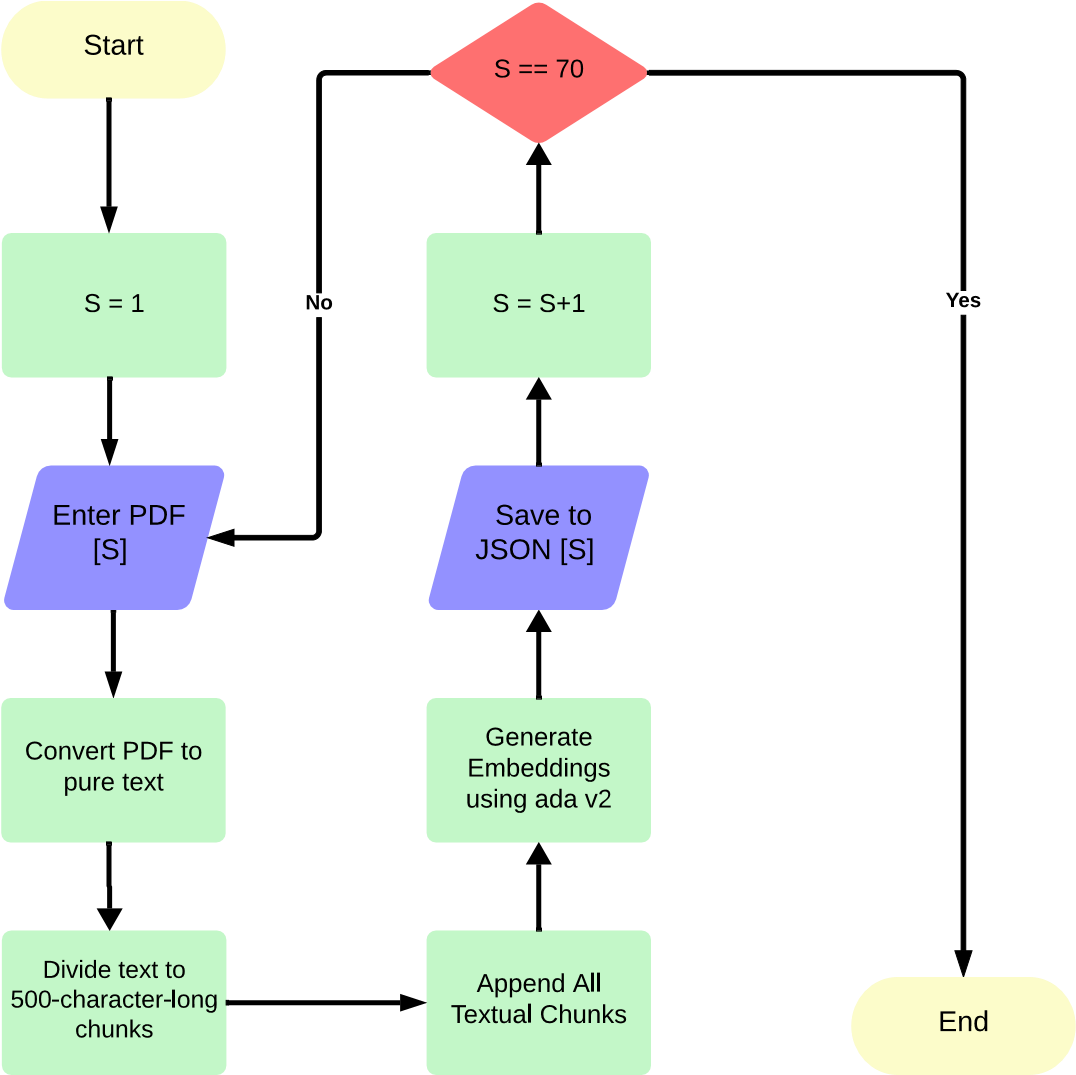 Start
S = 1
Enter PDF
[S]
Convert PDF to
pure text
Divide text to
500-character-long
chunks
Append All
Textual Chunks
Generate
Embeddings
using ada v2
Save to
JSON [S]
S = S+1
S == 70
No
Yes
End